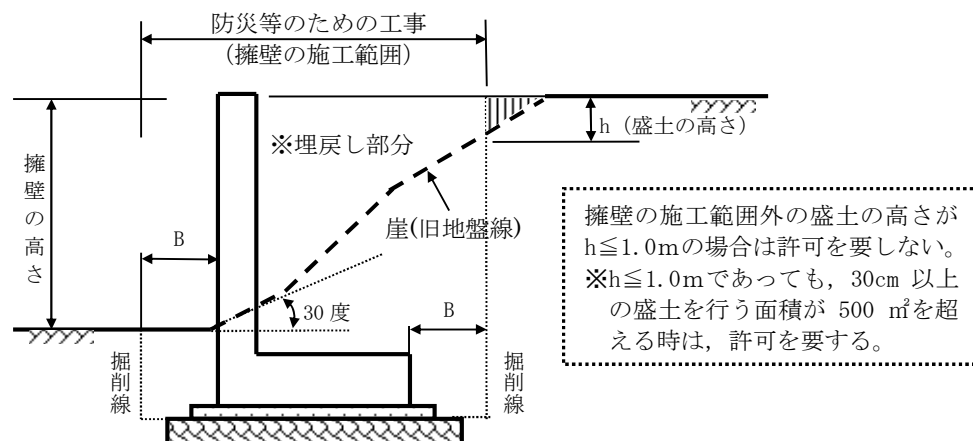 防災等のための工事
(擁壁の施工範囲)
h (盛土の高さ)
※埋戻し部分
擁壁の高さ
崖(旧地盤線)
B
30 度
B
掘削線
掘削線
擁壁の施工範囲外の盛土の高さが
h≦1.0mの場合は許可を要しない。
※h≦1.0mであっても，30cm 以上
の盛土を行う面積が 500 ㎡を超
える時は，許可を要する。